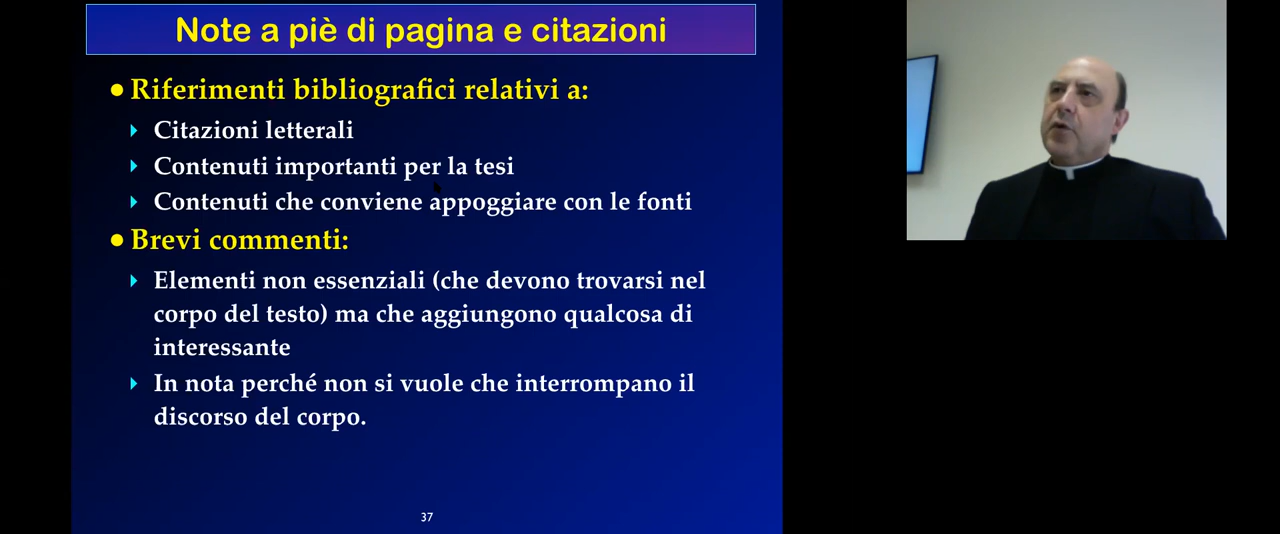 Note a piè di pagina e citazioni
Riferimenti bibliografici relativi a:
Citazioni letterali
Contenuti importanti per la tesi
Contenuti che conviene appoggiare con le fonti
Brevi commenti:
Elementi non essenziali (che devono trovarsi nel
corpo del testo) ma che aggiungono qualcosa di
interessante
In nota perché non si vuole che interrompano il
discorso del corpo.
37